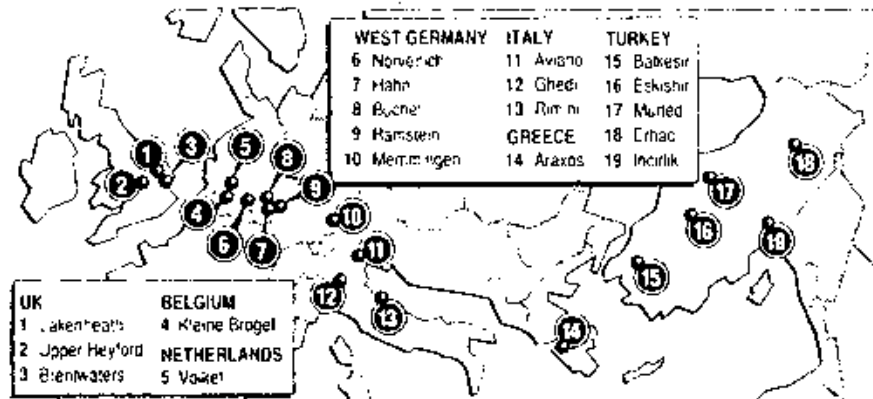 WEST GERMANY
6 Norvenich
7 Hahn
8 Buchel
9 Ramstein
10 Memmingen
ITALY
11 Aviano
12 Ghedi
13 Rimini
GREECE
14 Araxos
TURKEY
15
16 Eskishir
17 Murted
18 Erhac
19 Incirlik
1
2
3
4
5
6
7
8
9
10
11
12
13
14
15
16
17
18
19
UK
1 Lakenheath
2 Upper Heyford
3 Bentwaters
BELGIUM
4 Kleine Brogel
NETHERLANDS
5 Volkel